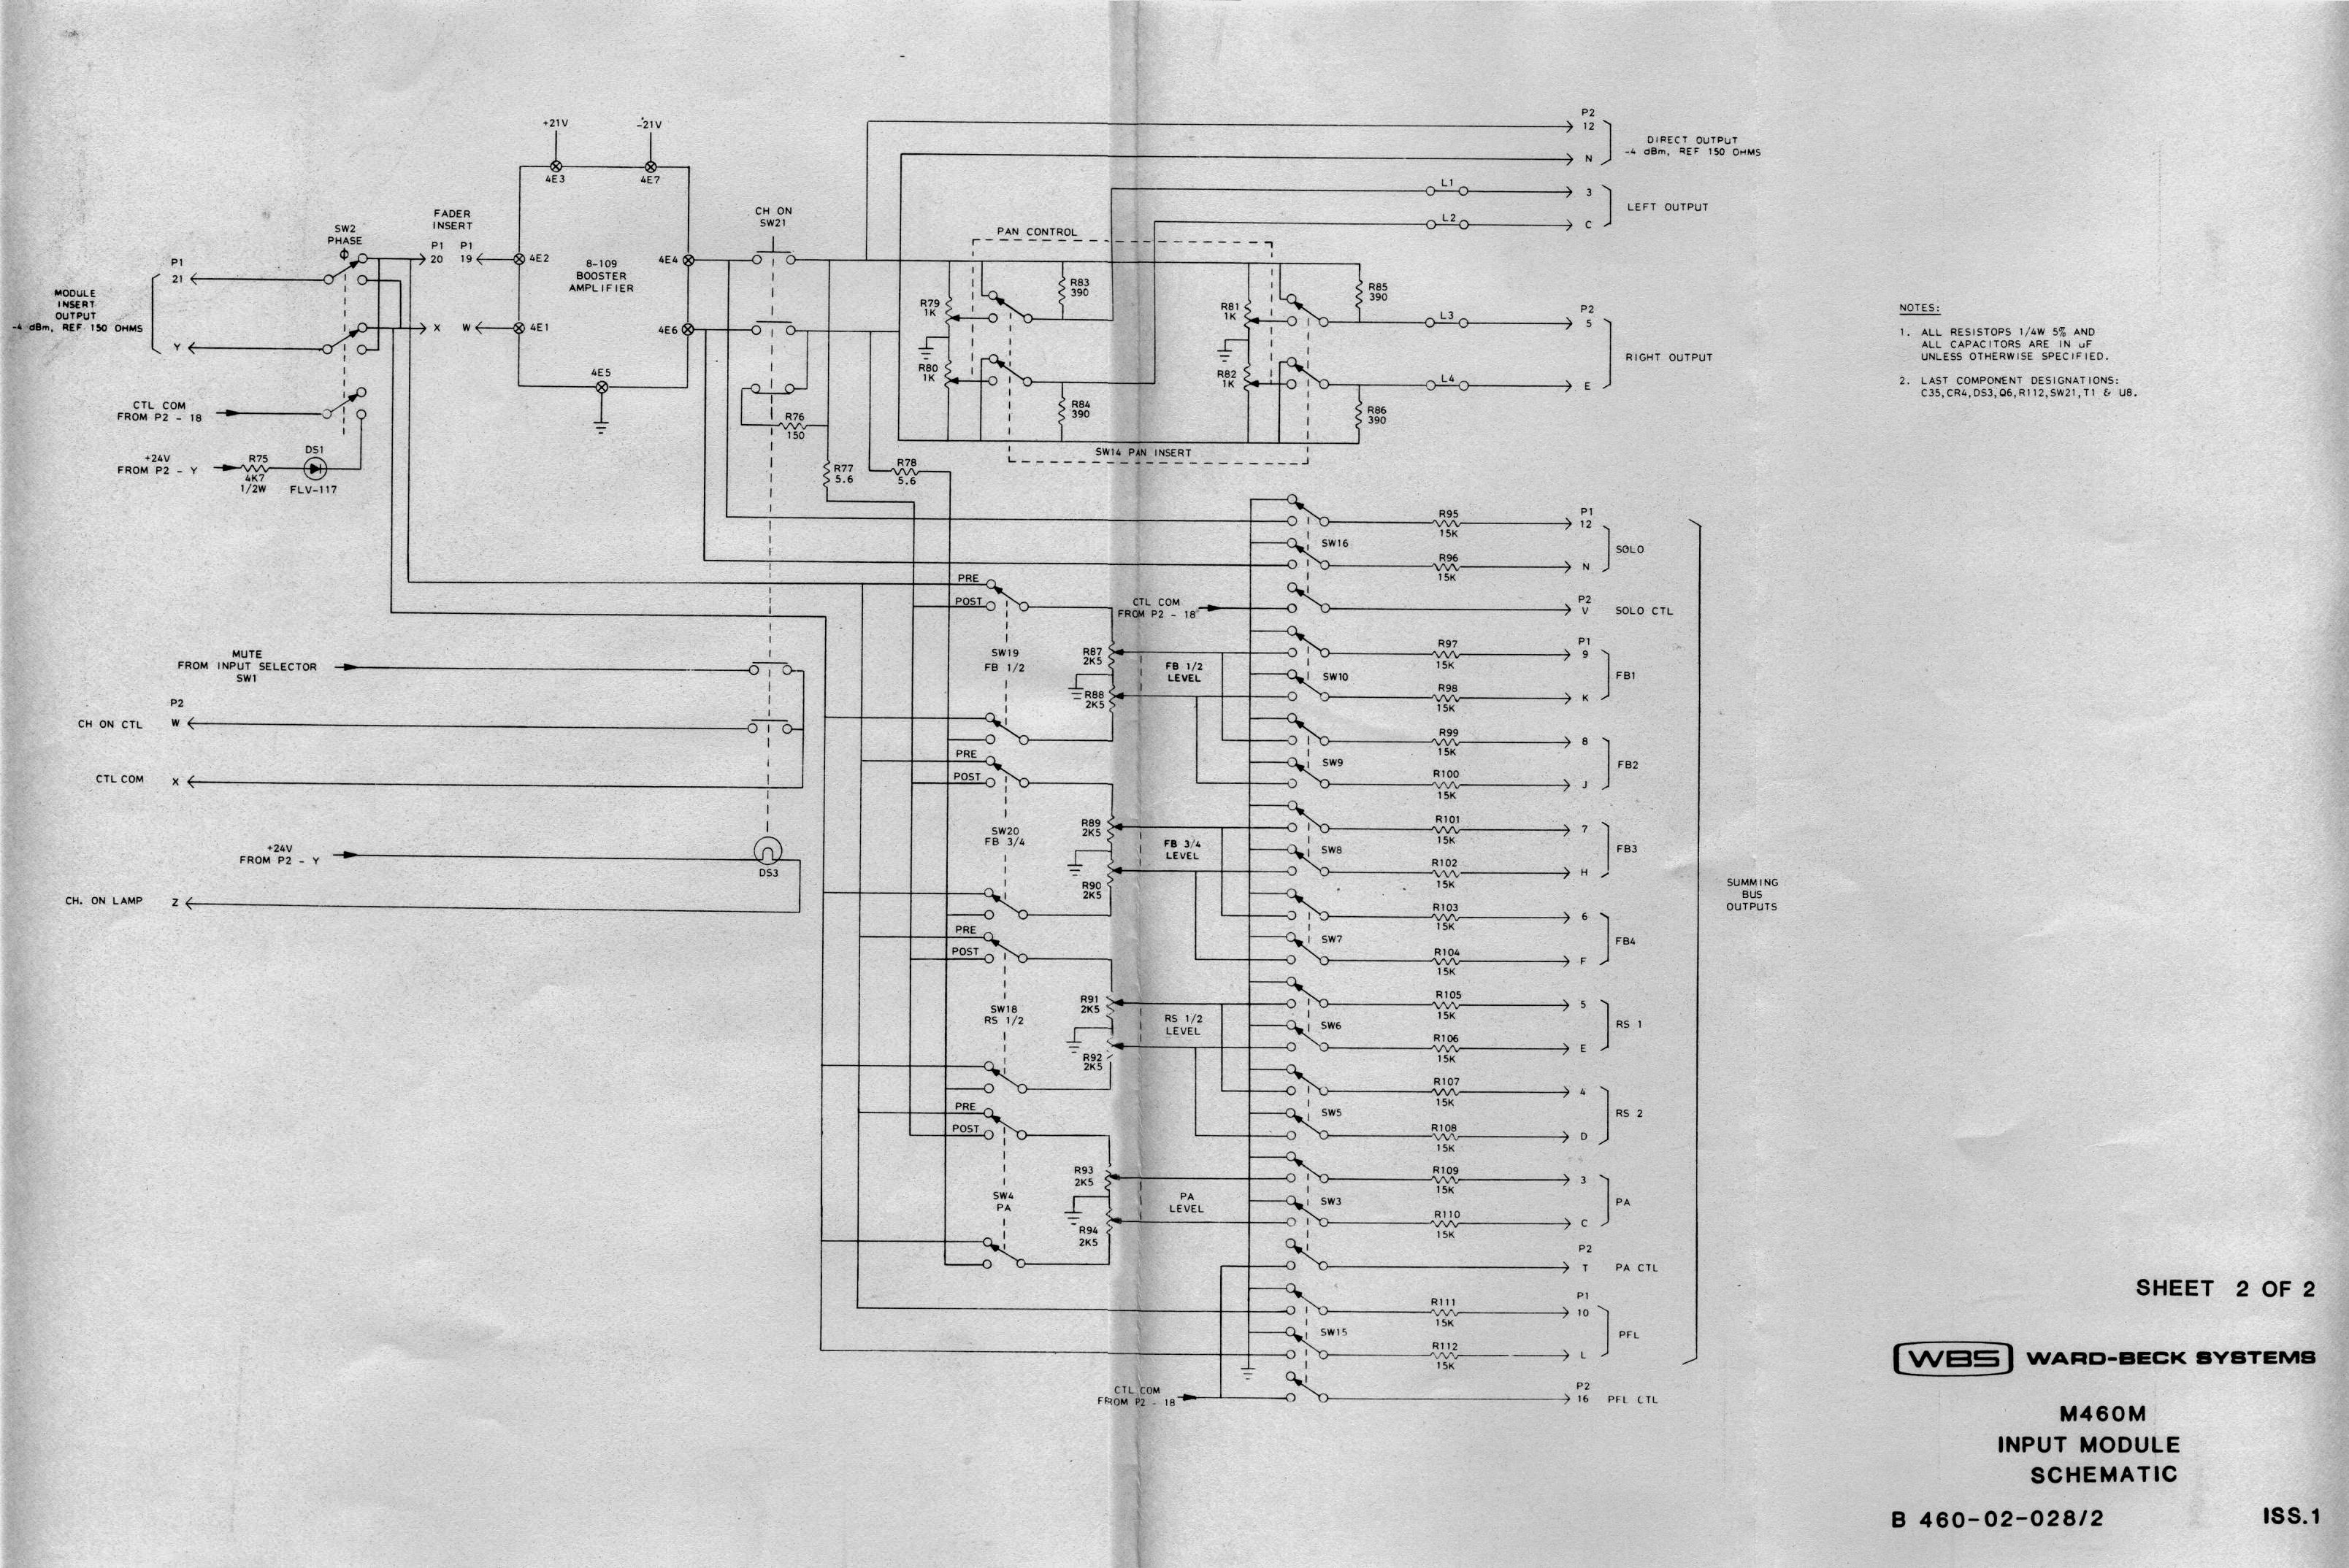 +21V
-21V
4E3
4E7
4E2
4E1
4E4
4E6
4E5
8-109
BOOSTER
AMPLIFIER
FADER
INSERT
P1 P1
20 19
X W
SW2
PHASE
Φ
P1
21
Y
MODULE
INSERT
OUTPUT
-4 dBm, REF 150 OHMS
CTL COM
FROM P2 - 18
+24V
FROM P2 - Y
R75
4K7
1/2W
DS1
FLV-117
CH ON
SW21
R76
150
R77
5.6
R78
5.6
PAN CONTROL
R79
1K
R80
1K
R83
390
R84
390
R81
1K
R82
1K
R85
390
R86
390
SW14 PAN INSERT
L1
L2
L3
L4
P2
12
N
DIRECT OUTPUT
-4 dBm, REF 150 OHMS
3
C
LEFT OUTPUT
P2
5
E
RIGHT OUTPUT
NOTES:
1. ALL RESISTOPS 1/4W 5% AND
ALL CAPACITORS ARE IN uF
UNLESS OTHERWISE SPECIFIED.
2. LAST COMPONENT DESIGNATIONS:
C35,CR4,DS3,Q6,R112,SW21,T1 & U8.
MUTE
FROM INPUT SELECTOR
SW1
P2
CH ON CTL W
CTL COM X
+24V
FROM P2 - Y
DS3
CH. ON LAMP Z
PRE
POST
SW19
FB 1/2
R87
2K5
R88
2K5
FB 1/2
LEVEL
PRE
POST
SW20
FB 3/4
R89
2K5
R90
2K5
FB 3/4
LEVEL
PRE
POST
SW18
RS 1/2
R91
2K5
R92
2K5
RS 1/2
LEVEL
PRE
POST
SW4
PA
R93
2K5
R94
2K5
PA
LEVEL
R95
15K
P1
12
SW16
SOLO
R96
15K
N
CTL COM
FROM P2 - 18
P2
V SOLO CTL
R97
15K
P1
9
SW10
FB1
R98
15K
K
R99
15K
8
SW9
FB2
R100
15K
J
R101
15K
7
SW8
FB3
R102
15K
H
R103
15K
6
SW7
FB4
R104
15K
F
R105
15K
5
SW6
RS 1
R106
15K
E
R107
15K
4
SW5
RS 2
R108
15K
D
R109
15K
3
SW3
PA
R110
15K
C
P2
T PA CTL
R111
15K
P1
10
SW15
PFL
R112
15K
L
CTL COM
FROM P2 - 18
P2
16 PFL CTL
SUMMING
BUS
OUTPUTS
SHEET 2 OF 2
WBS WARD-BECK SYSTEMS
M460M
INPUT MODULE
SCHEMATIC
B 460-02-028/2 ISS.1